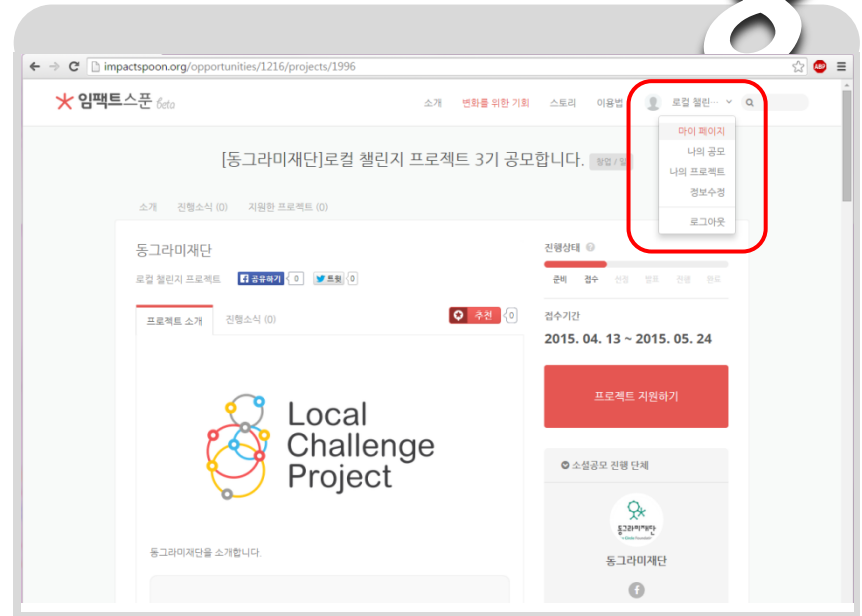 8
impactspoon.org/opportunities/1216/projects/1996
ABP
임팩트스푼 beta
소개 변화를 위한 기회 스토리 이용법 로컬 챌린…
마이 페이지
나의 공모
나의 프로젝트
정보수정
로그아웃
[동그라미재단]로컬 챌린지 프로젝트 3기 공모합니다.
소개 진행소식 (0) 지원한 프로젝트 (0)
동그라미재단
로컬 챌린지 프로젝트 공유하기 0 트윗 0
프로젝트 소개 진행소식 (0) 추천 0
Local
Challenge
Project
동그라미재단을 소개합니다.
진행상태
준비 접수 선정 발표 진행 완료
접수기간
2015. 04. 13 ~ 2015. 05. 24
프로젝트 지원하기
소셜공모 진행 단체
동그라미재단
동그라미재단